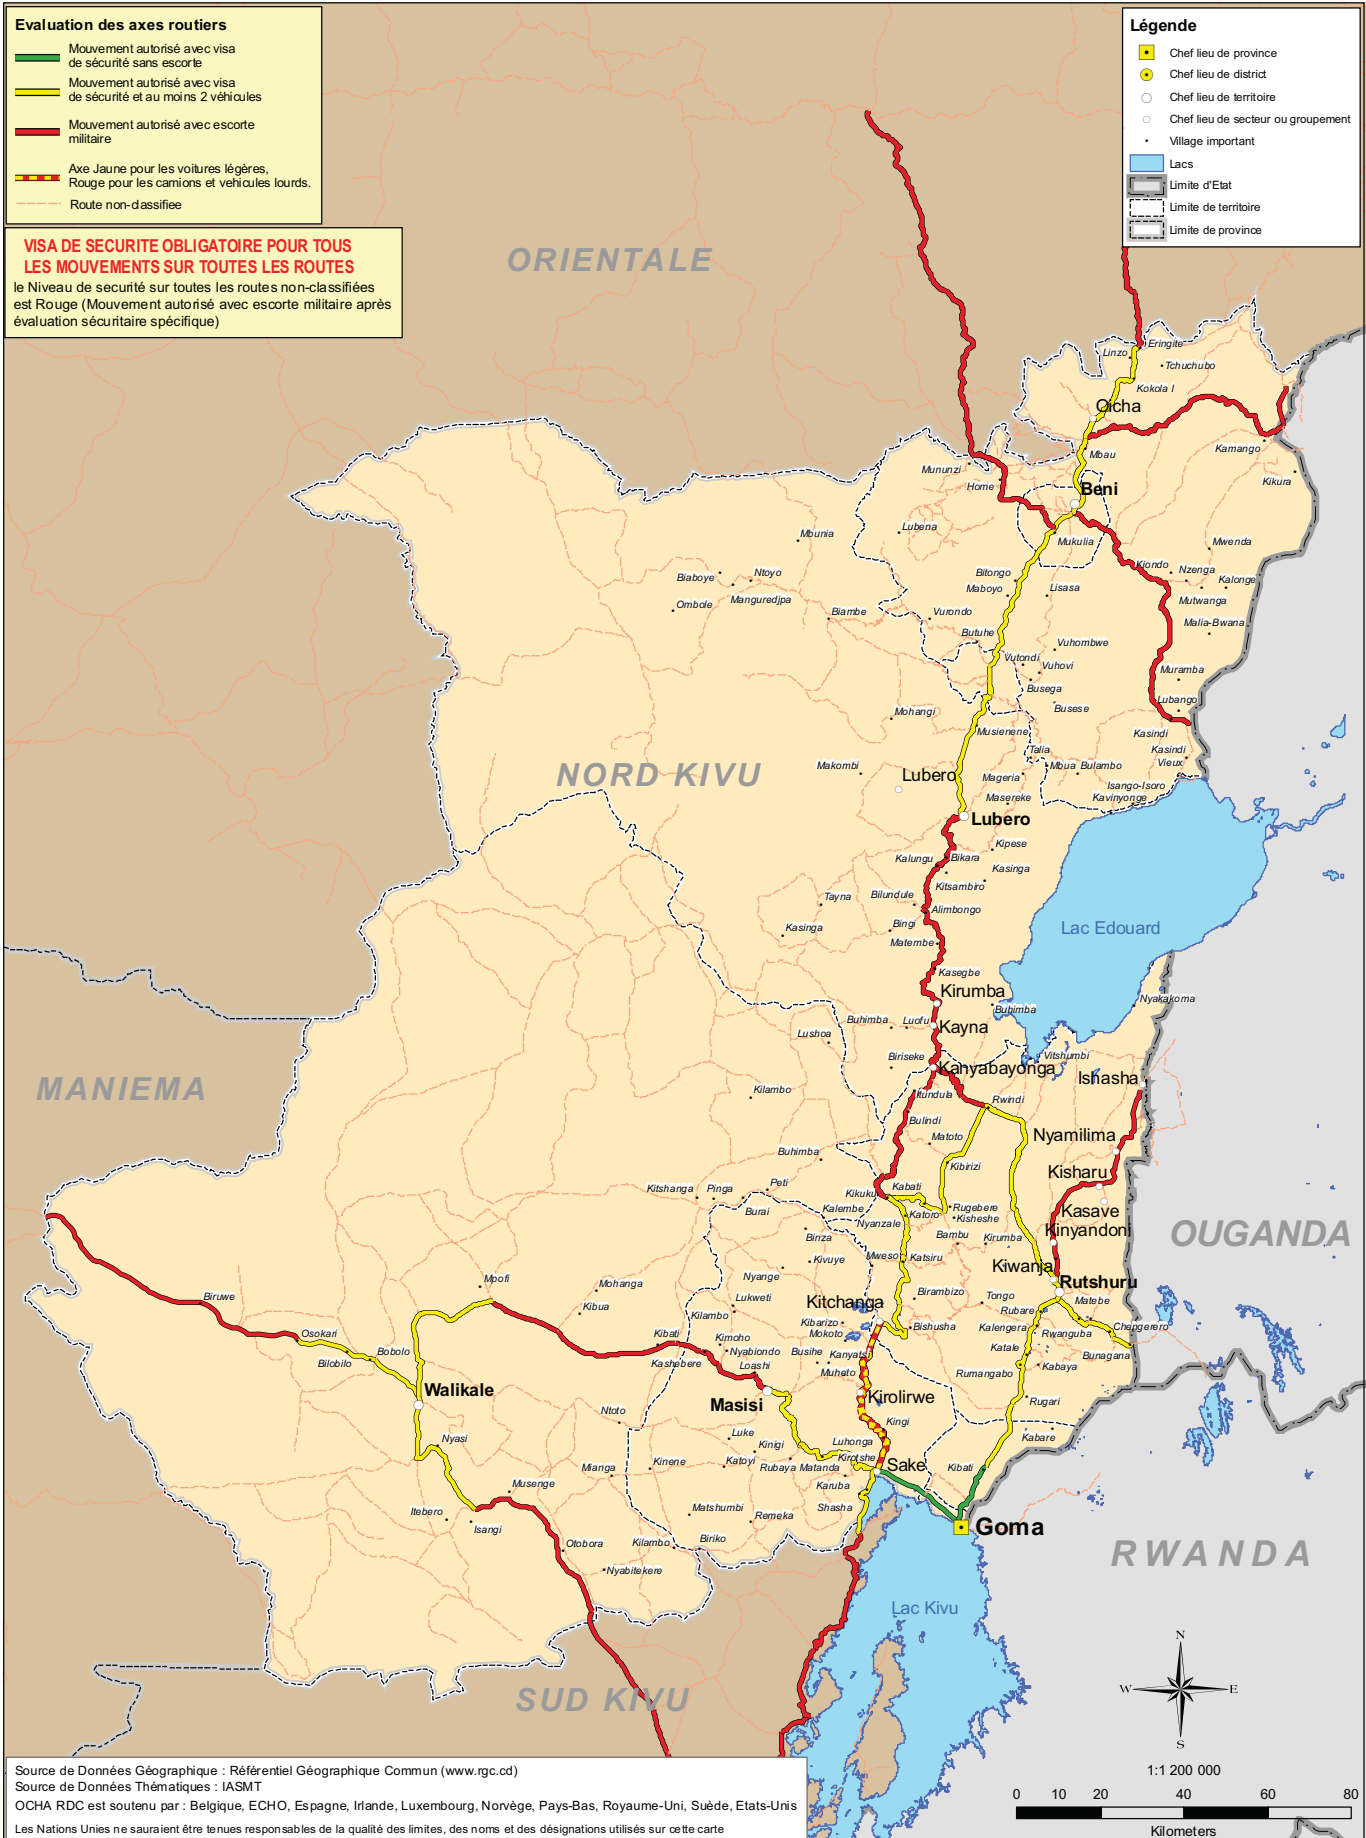 Evaluation des axes routiers
Mouvement autorisé avec visa
de sécurité sans escorte
Mouvement autorisé avec visa
de sécurité et au moins 2 véhicules
Mouvement autorisé avec escorte
militaire
Axe Jaune pour les voitures légères,
Rouge pour les camions et vehicules lourds.
Route non-classifiee
VISA DE SECURITE OBLIGATOIRE POUR TOUS
LES MOUVEMENTS SUR TOUTES LES ROUTES
le Niveau de securité sur toutes les routes non-classifiées
est Rouge (Mouvement autorisé avec escorte militaire après
évaluation sécuritaire spécifique)
Légende
Chef lieu de province
Chef lieu de district
Chef lieu de territoire
Chef lieu de secteur ou groupement
Village important
Lacs
Limite d'Etat
Limite de territoire
Limite de province
ORIENTALE
Eringite
Linzo
Tchuchubo
Kokola I
Oicha
Kamango
Mbau
Mununzi
Home
Kikura
Beni
Lubena
Mbunia
Mukulia
Mwenda
Biaboye
Ntoyo
Bitongo
Kiondo
Nzenga
Kalonge
Manguredjpa
Maboyo
Lisasa
Mutwanga
Ombole
Biambe
Vurondo
Malia-Bwana
Butuhe
Vuhombwe
Vutondi
Vuhovi
Muramba
Busega
Lubango
Mohangi
Busese
Musienene
Kasindi
Talia
Kasindi
Vieux
NORD KIVU
Makombi
Lubero
Mageria
Mbua
Bulambo
Isango-Isoro
Masereke
Kavinyonge
Lubero
Kipese
Kalungu
Bikara
Kasinga
Kitsambiro
Tayna
Bilundule
Alimbongo
Kasinga
Bingi
Lac Edouard
Matembe
Kasegbe
Kirumba
Nyakakoma
Buhimba
Buhimba
Luofu
Kayna
Lushoa
Vitshumbi
Biriseke
Kanyabayonga
Ishasha
MANIEMA
Kilambo
Itundula
Rwindi
Bulindi
Nyamilima
Matoto
Buhimba
Kibirizi
Kisharu
Kitshanga
Pinga
Peti
Kikuku
Kabati
Burai
Kalembe
Katoro
Rugebere
Kisheshe
Kasave
Nyanzale
Kinyandoni
OUGANDA
Binza
Bambu
Kirumba
Kivuye
Mweso
Katsiru
Nyange
Kiwanja
Rutshuru
Mpofi
Mohanga
Kitchanga
Birambizo
Tongo
Biruwe
Lukweti
Rubare
Matebe
Kibua
Kilambo
Kibarizo
Bishusha
Kalengera
Chengerero
Osokari
Kibati
Kimoho
Mokoto
Rwanguba
Nyabiondo
Busihe
Kanyatsi
Katale
Bobolo
Bilobilo
Kashebere
Loashi
Bunagana
Muheto
Rumangabo
Kabaya
Walikale
Masisi
Kirolirwe
Rugari
Ntoto
Kingi
Nyasi
Luke
Luhonga
Kabare
Kinigi
Kirotshe
Kinene
Katoyi
Rubaya
Matanda
Sake
Kibati
Mianga
Musenge
Karuba
Shasha
Matshumbi
Remeka
Itebero
Isangi
Goma
Otobora
Kilambo
Biriko
RWANDA
Nyabitekere
Lac Kivu
SUD KIVU
N
W
E
S
1:1 200 000
0
10
20
40
60
80
Kilometers
Source de Données Géographique : Référentiel Géographique Commun (www.rgc.cd)
Source de Données Thématiques : IASMT
OCHA RDC est soutenu par : Belgique, ECHO, Espagne, Irlande, Luxembourg, Norvège, Pays-Bas, Royaume-Uni, Suède, Etats-Unis
Les Nations Unies ne sauraient être tenues responsables de la qualité des limites, des noms et des désignations utilisés sur cette carte